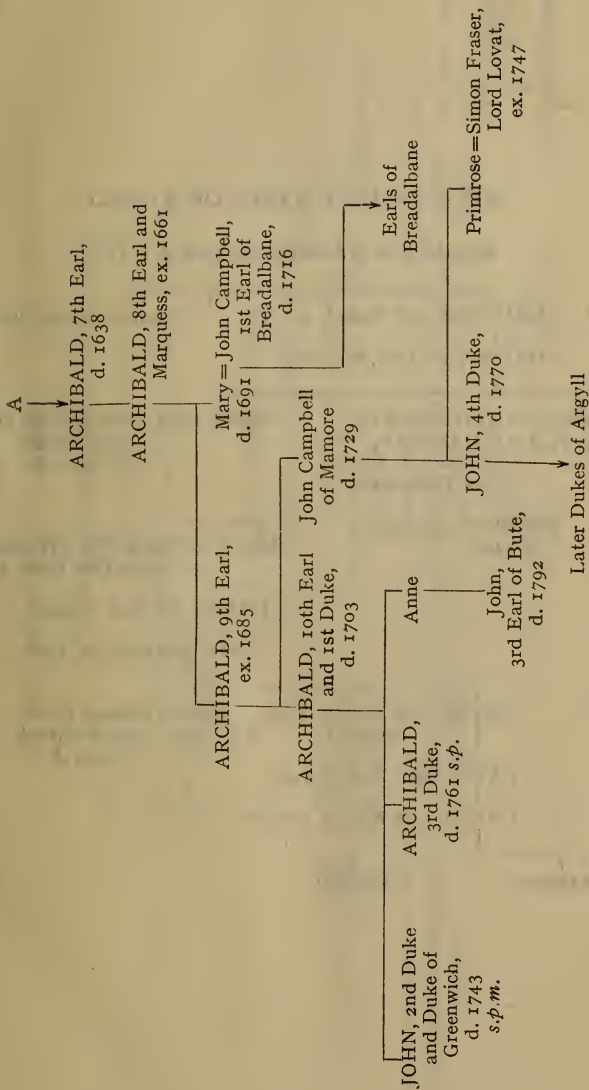 A
ARCHIBALD, 7th Earl,
d. 1638
ARCHIBALD, 8th Earl and
Marquess, ex. 1661
ARCHIBALD, 9th Earl,
ex. 1685
Mary=John Campbell,
d. 1691
1st Earl of
Breadalbane,
d. 1716
ARCHIBALD, 10th Earl
and 1st Duke,
d. 1703
John Campbell
of Mamore
d. 1729
Earls of
Breadalbane
JOHN, 2nd Duke
and Duke of
Greenwich,
d. 1743
s.p.m.
ARCHIBALD,
3rd Duke,
d. 1761 s.p.
Anne
JOHN, 4th Duke,
d. 1770
Primrose=Simon Fraser,
Lord Lovat,
ex. 1747
John,
3rd Earl of Bute,
d. 1792
Later Dukes of Argyll